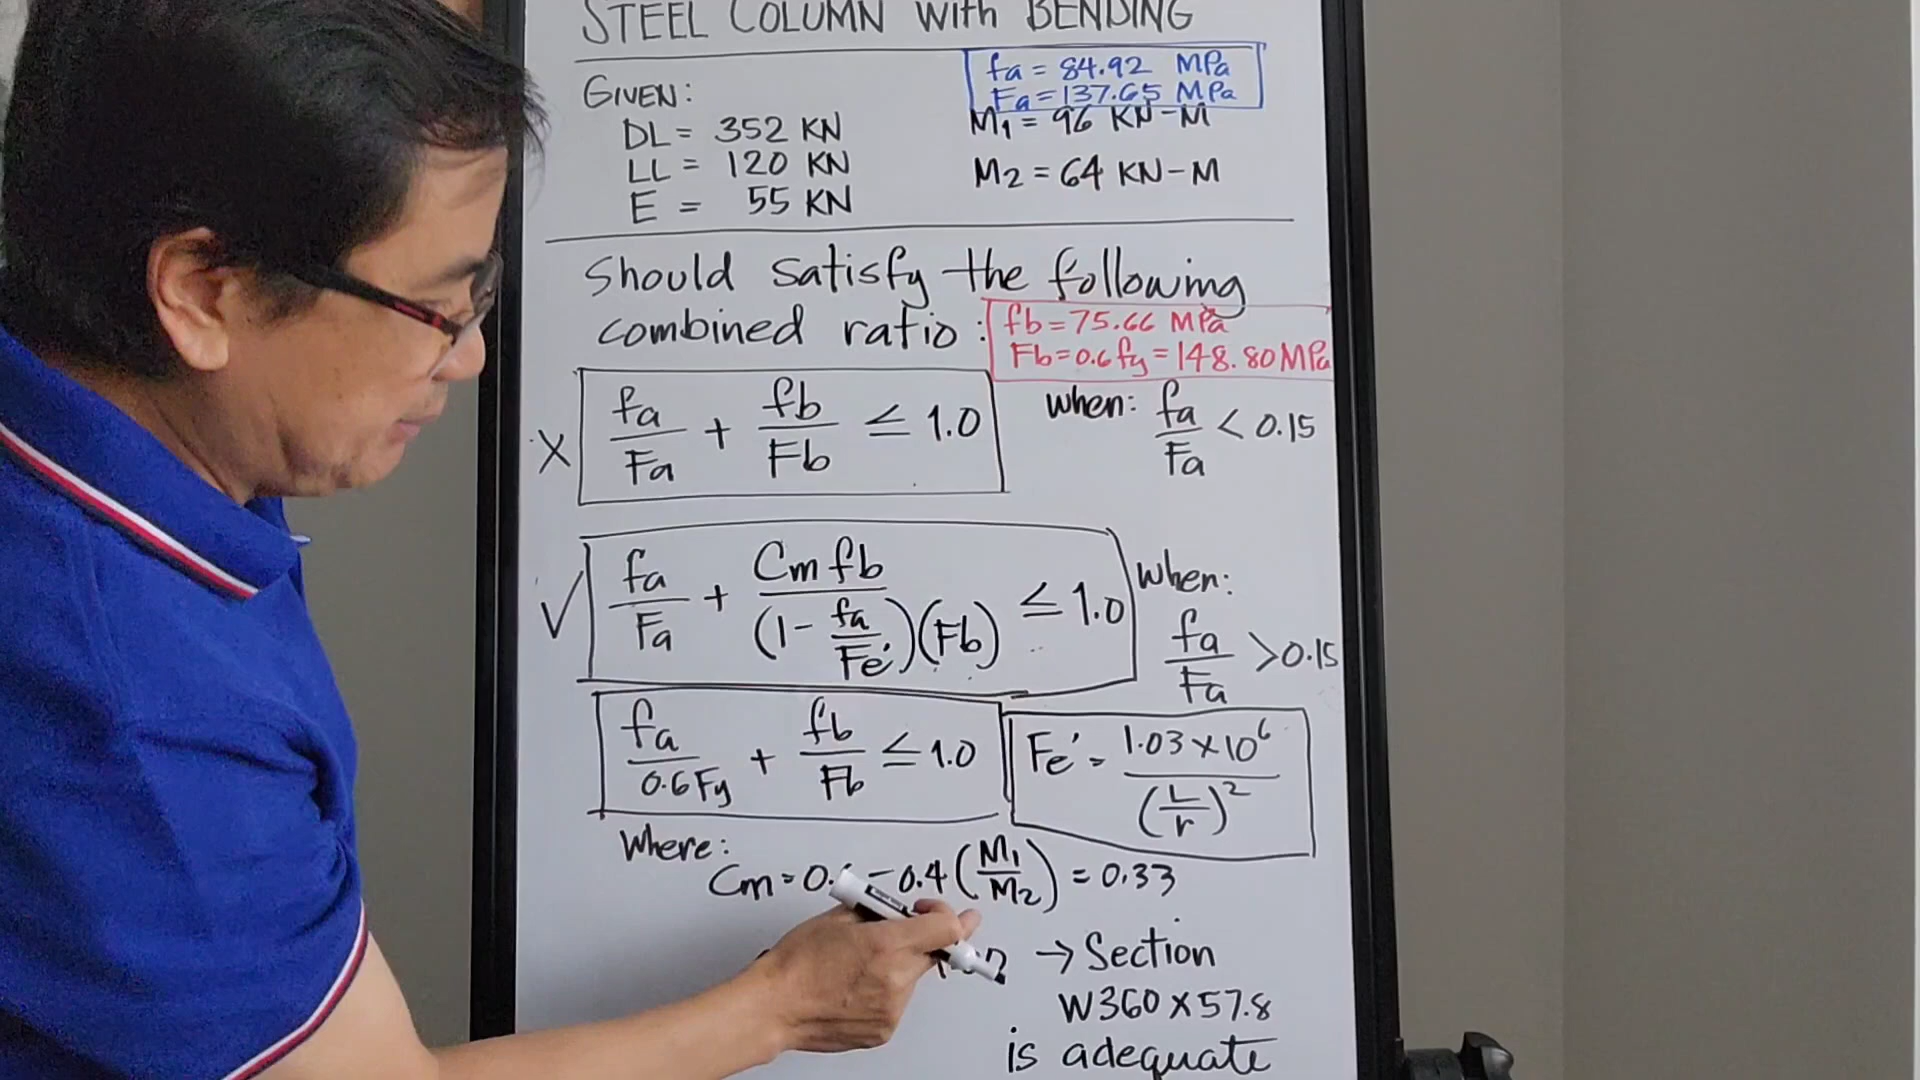 STEEL COLUMN with BENDING
GIVEN:
DL = 352 KN
LL = 120 KN
E = 55 KN
fa = 84.92 MPa
Fa = 137.65 MPa
M1 = 96 KN-M
M2 = 64 KN-M
Should satisfy the following
combined ratio:
fb = 75.66 MPa
Fb = 0.6 fy = 148.80 MPa
X fa/Fa + fb/Fb ≤ 1.0
when: fa/Fa < 0.15
✓ fa/Fa + Cm fb/(1 - fa/Fe')(Fb) ≤ 1.0
when: fa/Fa > 0.15
fa/0.6Fy + fb/Fb ≤ 1.0
Fe' = 1.03 x 10^6/(L/r)^2
Where:
Cm = 0. - 0.4 (M1/M2) = 0.33
→ Section
W360 X 57.8
is adequate